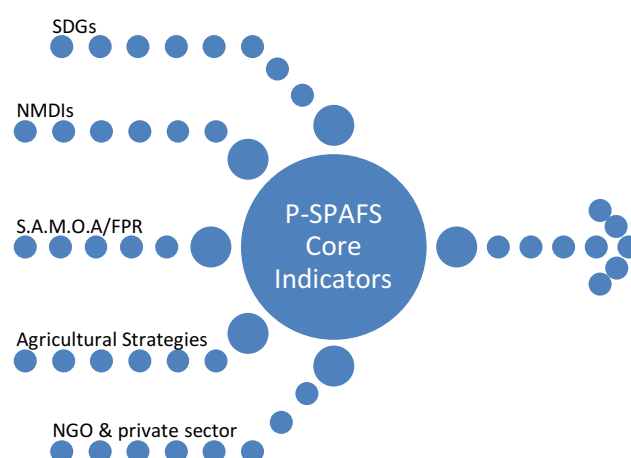 SDGs
NMDIs
S.A.M.O.A/FPR
P-SPAFS
Core
Indicators
Agricultural Strategies
NGO & private sector